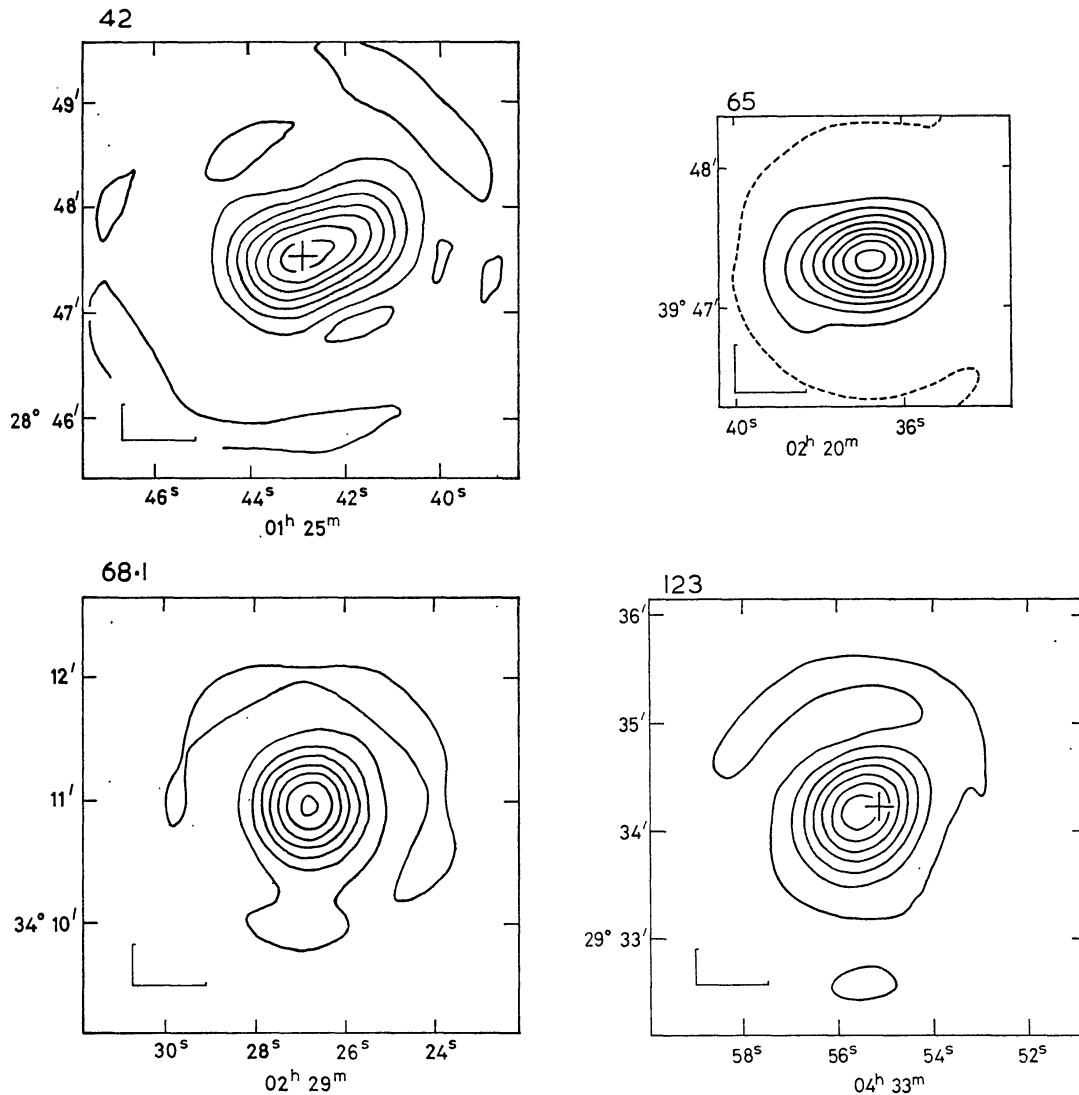 42
49′
48′
47′
28° 46′
46ˢ 44ˢ 42ˢ 40ˢ
01ʰ 25ᵐ
65
48′
39° 47′
40ˢ 36ˢ
02ʰ 20ᵐ
68·1
12′
11′
34° 10′
30ˢ 28ˢ 26ˢ 24ˢ
02ʰ 29ᵐ
123
36′
35′
34′
29° 33′
58ˢ 56ˢ 54ˢ 52ˢ
04ʰ 33ᵐ